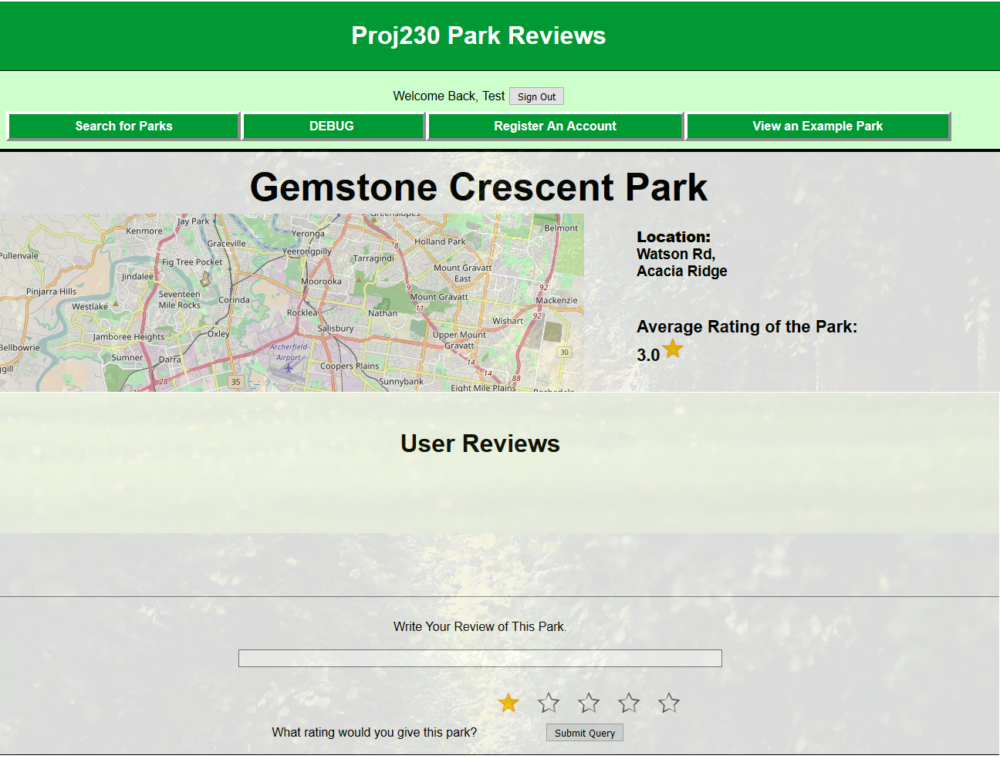 Proj230 Park Reviews
Welcome Back, Test Sign Out
Search for Parks
DEBUG
Register An Account
View an Example Park
Gemstone Crescent Park
Greenslopes
Jay Park
Belmont
Kenmore
Yeronga
Graceville
Holland Park
Pullenvale
Yeerongpilly
8
Tarragindi
Fig Tree Pocket
Mount Gravatt
East
Jindalee
Moorooka
92
9
Pinjarra Hills
Seventeen
Mile Rocks
Corinda
Mount Gravatt
Mackenzie
Westlake
11
Rocklea
Nathan
92
Wishart
Salisbury
Oxley
Jamboree Heights
Upper Mount
Gravatt
Bellbowrie
Archerfield
Airport
30
Sumner
Darra
14
Coopers Plains
14
88
28
35
Sunnybank
Eight Mile Plains
Rochedale
Location:
Watson Rd,
Acacia Ridge
Average Rating of the Park:
3.0
User Reviews
Write Your Review of This Park.
What rating would you give this park?
Submit Query